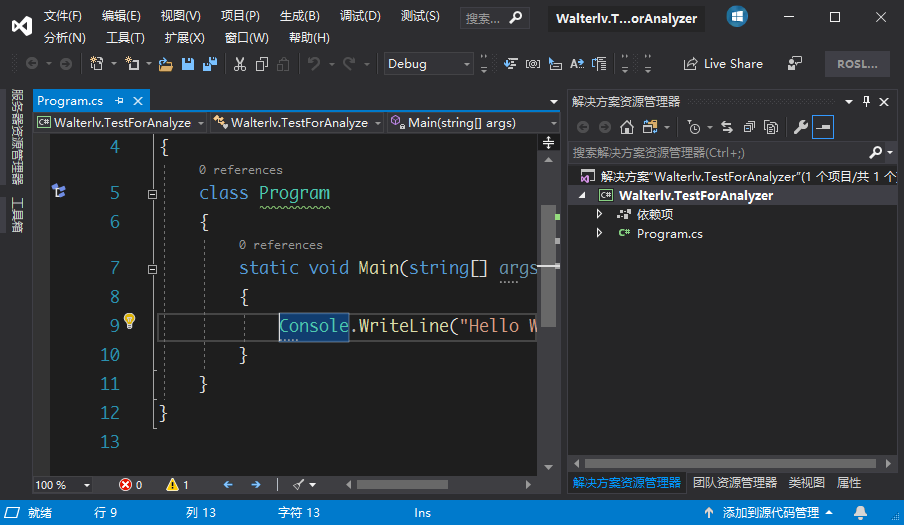 文件(F) 编辑(E) 视图(V) 项目(P) 生成(B) 调试(D) 测试(S) 搜索... Walterlv.T...orAnalyzer
分析(N) 工具(T) 扩展(X) 窗口(W) 帮助(H)
Debug Live Share ROSL...
服务器资源管理器
工具箱
Program.cs
Walterlv.TestForAnalyze Walterlv.TestForAnalyze Main(string[] args)
4 {
0 references
5 class Program
6 {
0 references
7 static void Main(string[] args
8 {
9 Console.WriteLine("Hello W
10 }
11 }
12 }
13
100 % 0 1
解决方案资源管理器
搜索解决方案资源管理器(Ctrl+;)
解决方案"Walterlv.TestForAnalyzer"(1 个项目/共 1 个
C# Walterlv.TestForAnalyzer
依赖项
C# Program.cs
解决方案资源管理器 团队资源管理器 类视图 属性
就绪 行 9 列 13 字符 13 Ins 添加到源代码管理